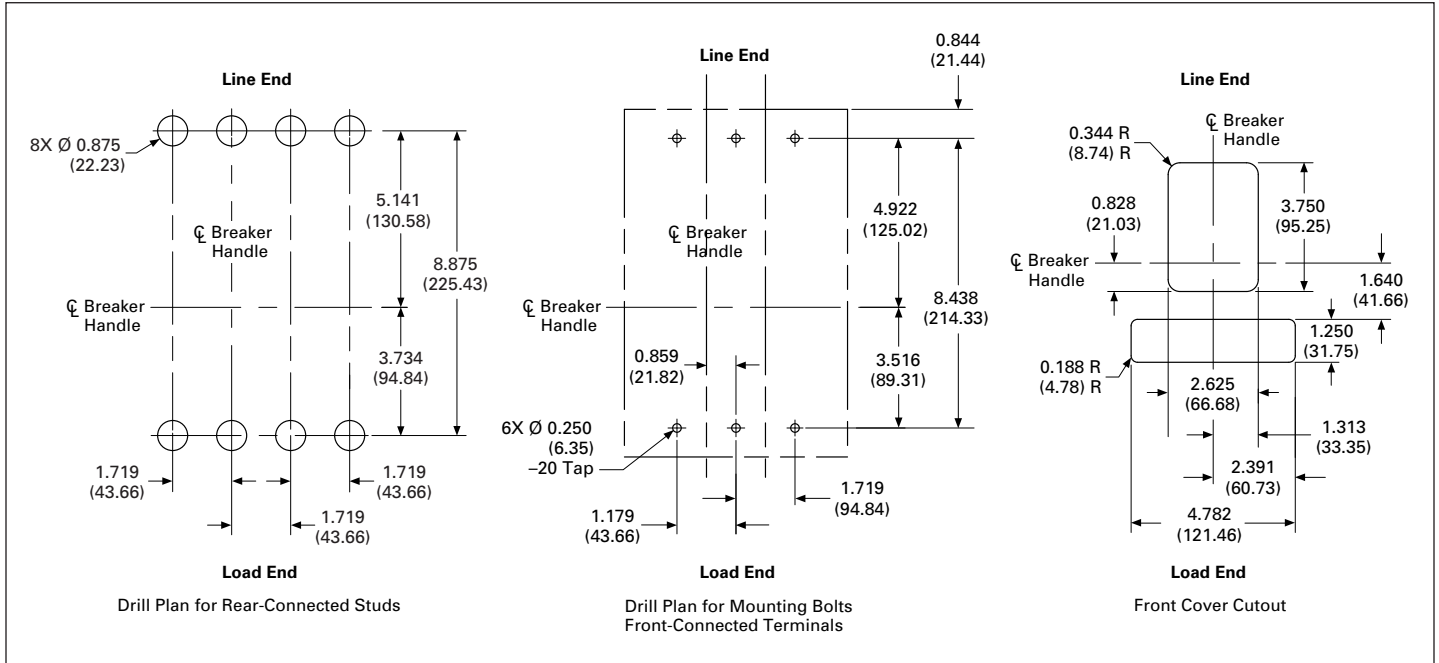 Line End
8X Ø 0.875
(22.23)
5.141
(130.58)
℄ Breaker
Handle
8.875
(225.43)
℄ Breaker
Handle
3.734
(94.84)
1.719
(43.66)
1.719
(43.66)
1.719
(43.66)
Load End
Drill Plan for Rear-Connected Studs
0.844
(21.44)
Line End
4.922
(125.02)
℄ Breaker
Handle
8.438
(214.33)
℄ Breaker
Handle
0.859
(21.82)
3.516
(89.31)
6X Ø 0.250
(6.35)
–20 Tap
1.719
(94.84)
1.179
(43.66)
Load End
Drill Plan for Mounting Bolts
Front-Connected Terminals
Line End
℄ Breaker
Handle
0.344 R
(8.74) R
0.828
(21.03)
3.750
(95.25)
℄ Breaker
Handle
1.640
(41.66)
1.250
(31.75)
0.188 R
(4.78) R
2.625
(66.68)
1.313
(33.35)
2.391
(60.73)
4.782
(121.46)
Load End
Front Cover Cutout